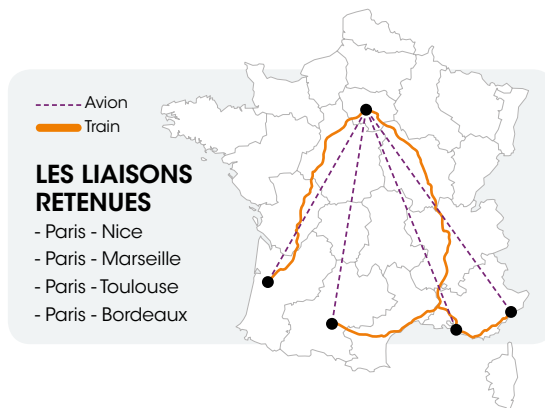 Avion
Train
LES LIAISONS
RETENUES
- Paris - Nice
- Paris - Marseille
- Paris - Toulouse
- Paris - Bordeaux